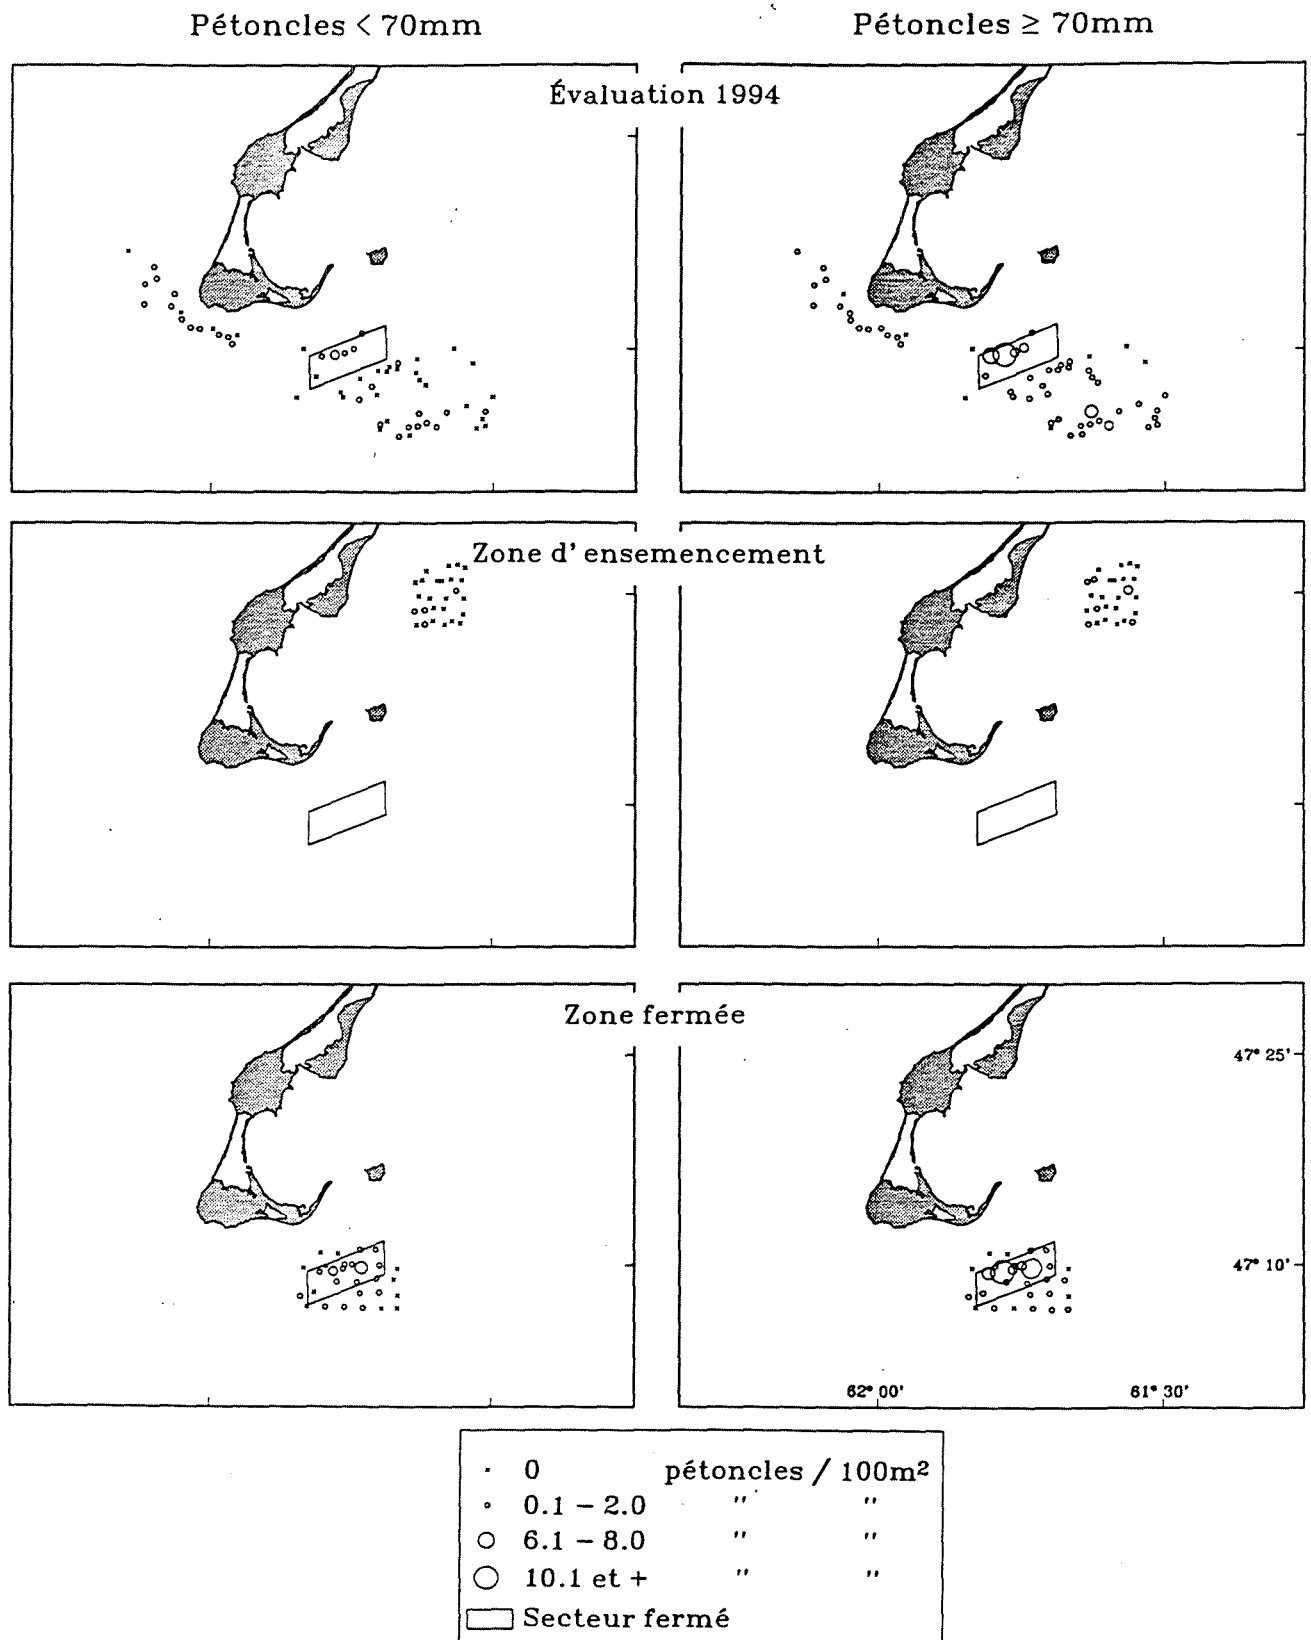 Pétoncles < 70mm
Pétoncles ≥ 70mm
Évaluation 1994
Zone d' ensemencement
Zone fermée
47° 25'
47° 10'
62° 00'
61° 30'
0 pétoncles / 100m²
0.1 – 2.0 " "
6.1 – 8.0 " "
10.1 et + " "
Secteur fermé